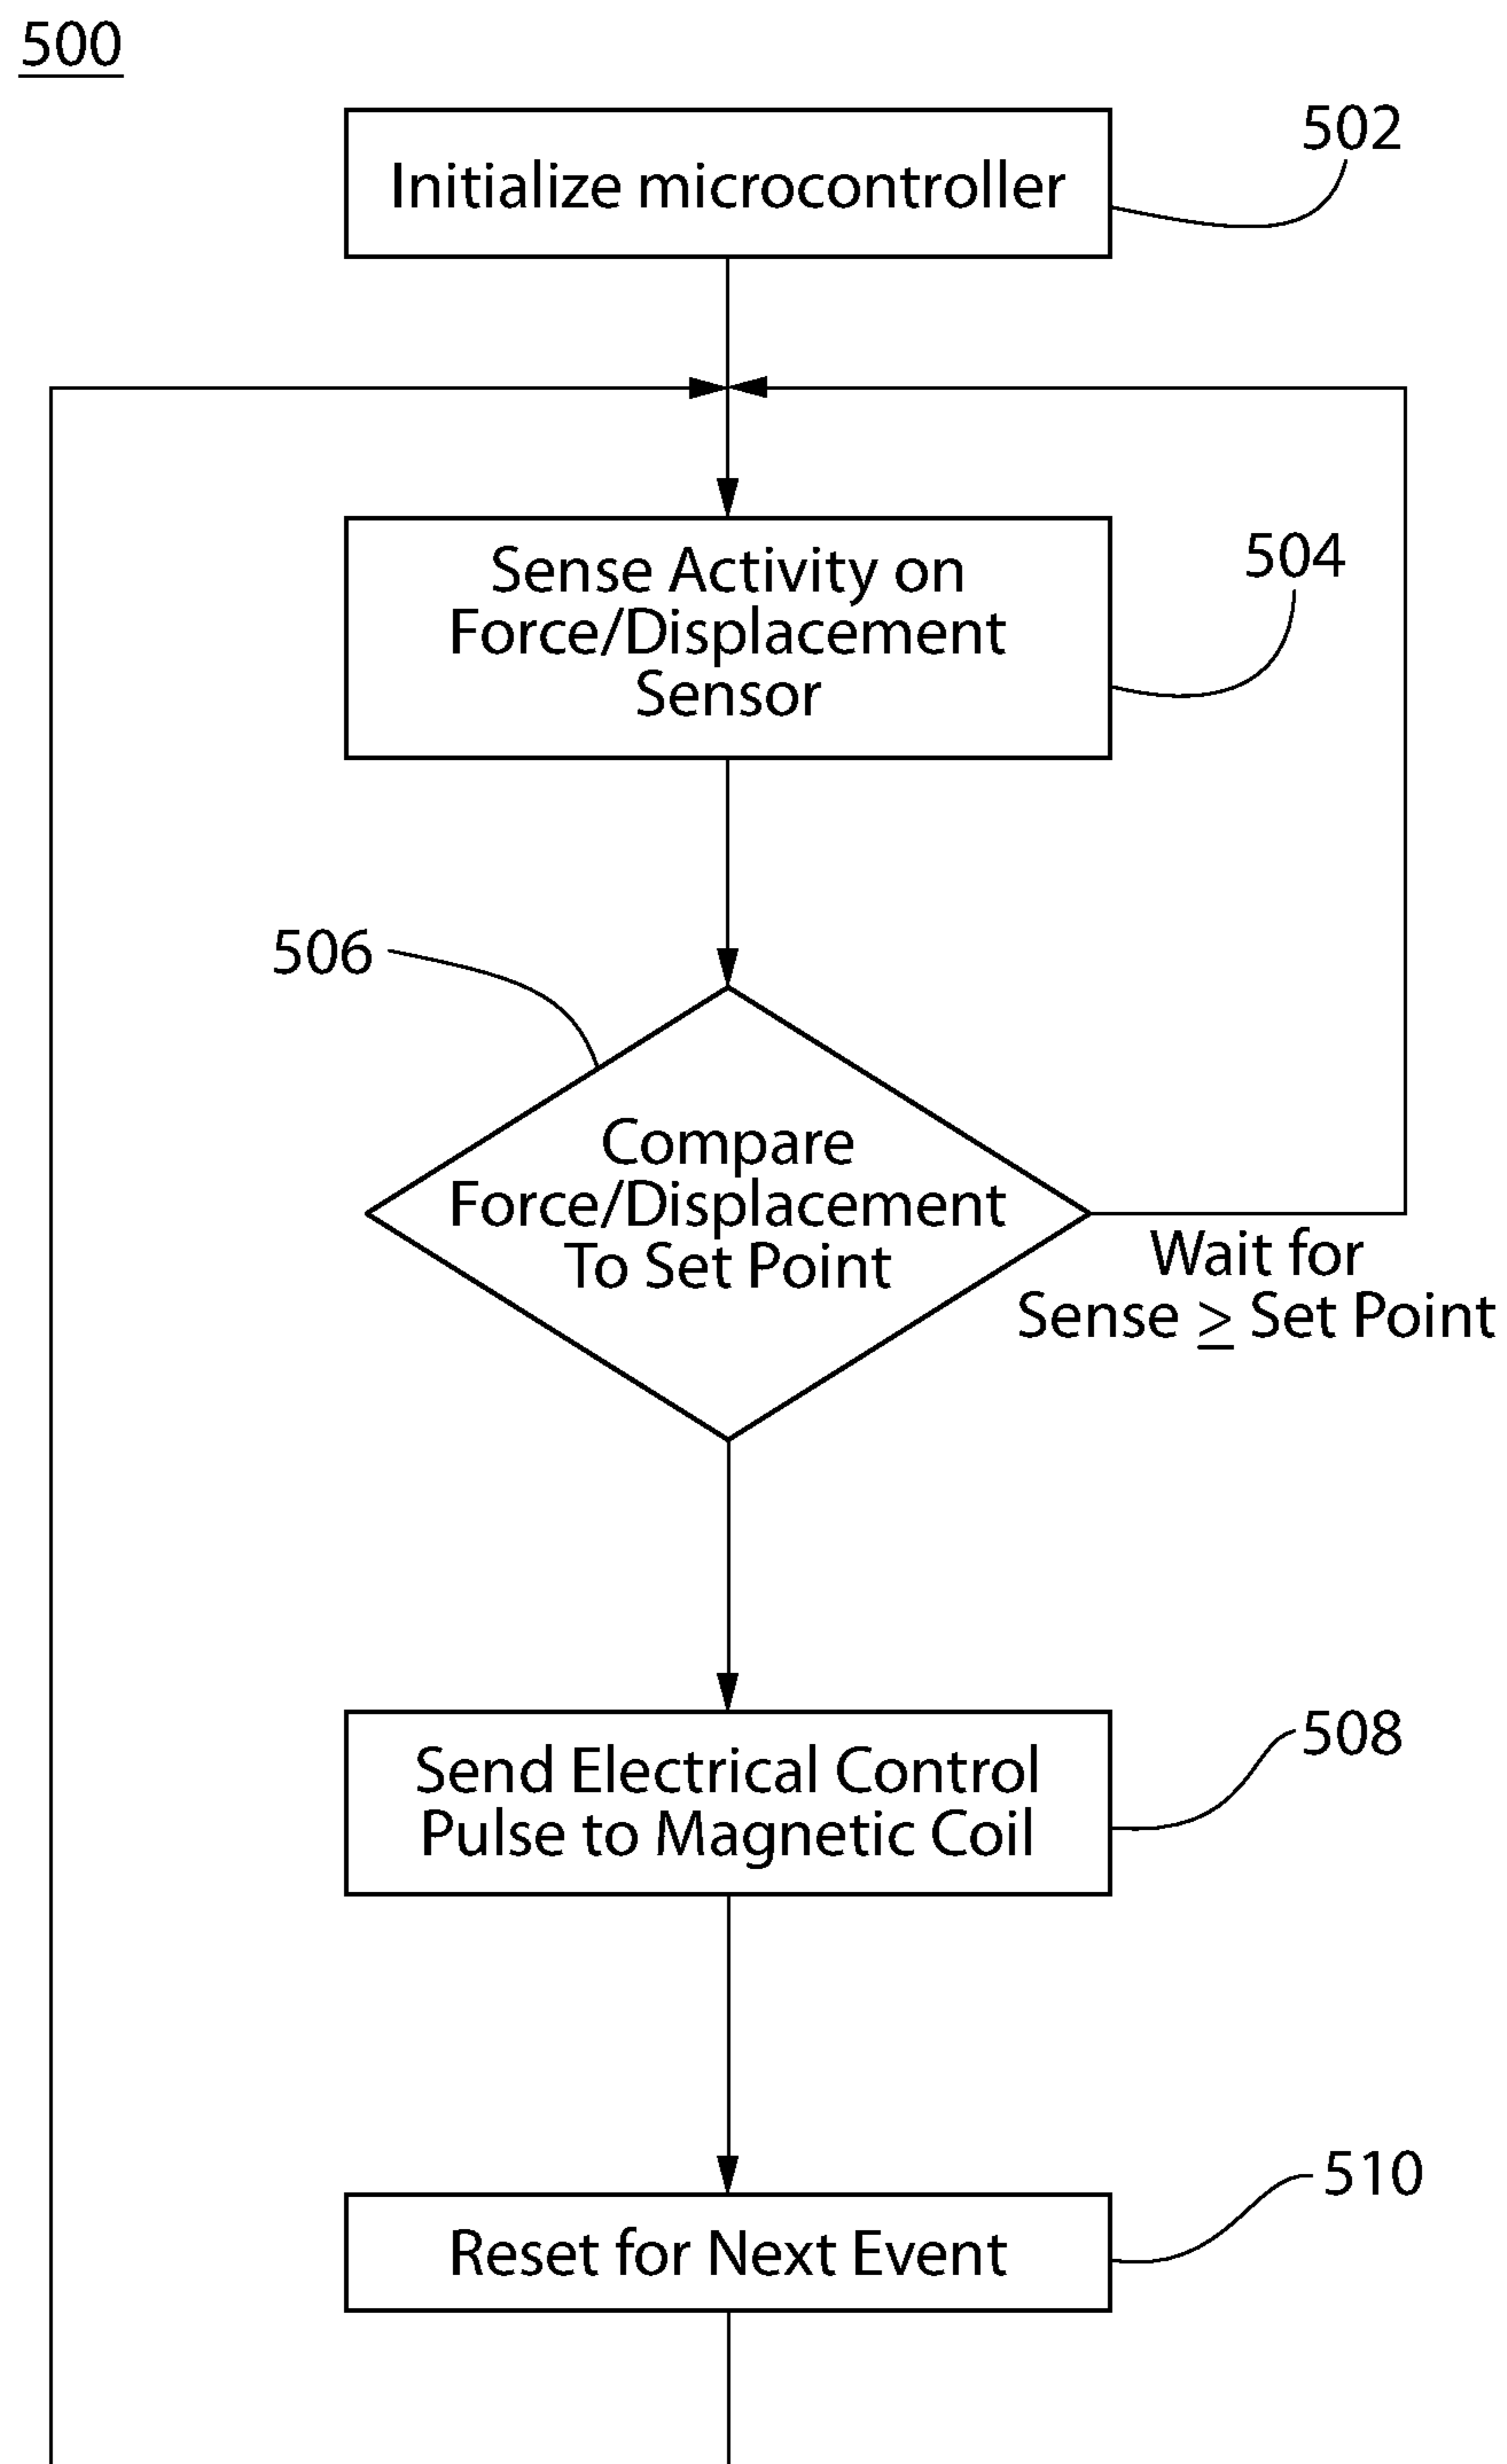 500
Initialize microcontroller
502
Sense Activity on
Force/Displacement
Sensor
504
506
Compare
Force/Displacement
To Set Point
Wait for
Sense ≥ Set Point
Send Electrical Control
Pulse to Magnetic Coil
508
Reset for Next Event
510